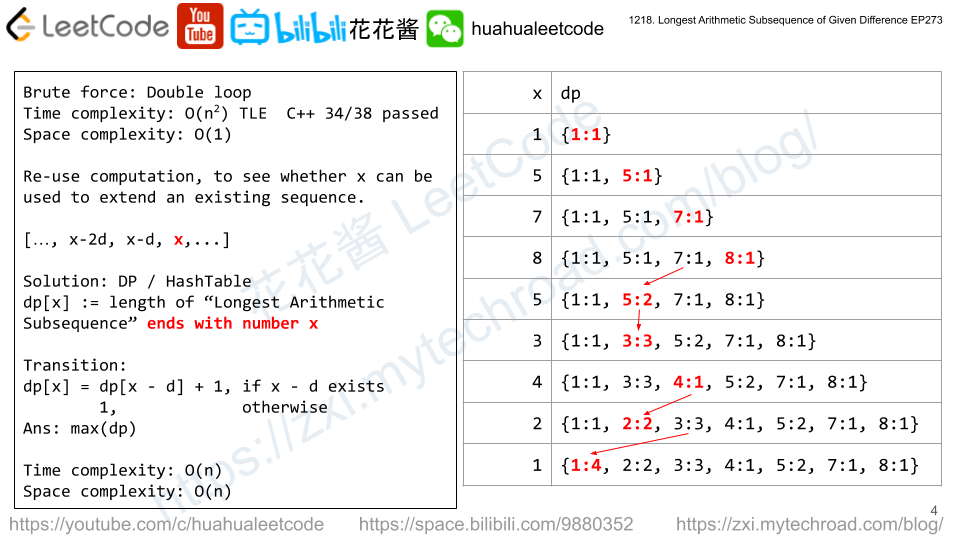 LeetCode You Tube bilibili 花花酱 huahualeetcode
1218. Longest Arithmetic Subsequence of Given Difference EP273
Brute force: Double loop
Time complexity: O(n²) TLE C++ 34/38 passed
Space complexity: O(1)
Re-use computation, to see whether x can be
used to extend an existing sequence.
[..., x-2d, x-d, x,...]
Solution: DP / HashTable
dp[x] := length of “Longest Arithmetic
Subsequence” ends with number x
Transition:
dp[x] = dp[x - d] + 1, if x - d exists
1, otherwise
Ans: max(dp)
Time complexity: O(n)
Space complexity: O(n)
x dp
1 {1:1}
5 {1:1, 5:1}
7 {1:1, 5:1, 7:1}
8 {1:1, 5:1, 7:1, 8:1}
5 {1:1, 5:2, 7:1, 8:1}
3 {1:1, 3:3, 5:2, 7:1, 8:1}
4 {1:1, 3:3, 4:1, 5:2, 7:1, 8:1}
2 {1:1, 2:2, 3:3, 4:1, 5:2, 7:1, 8:1}
1 {1:4, 2:2, 3:3, 4:1, 5:2, 7:1, 8:1}
花花酱 LeetCode
https://zxi.mytechroad.com/blog/
4
https://youtube.com/c/huahualeetcode https://space.bilibili.com/9880352 https://zxi.mytechroad.com/blog/